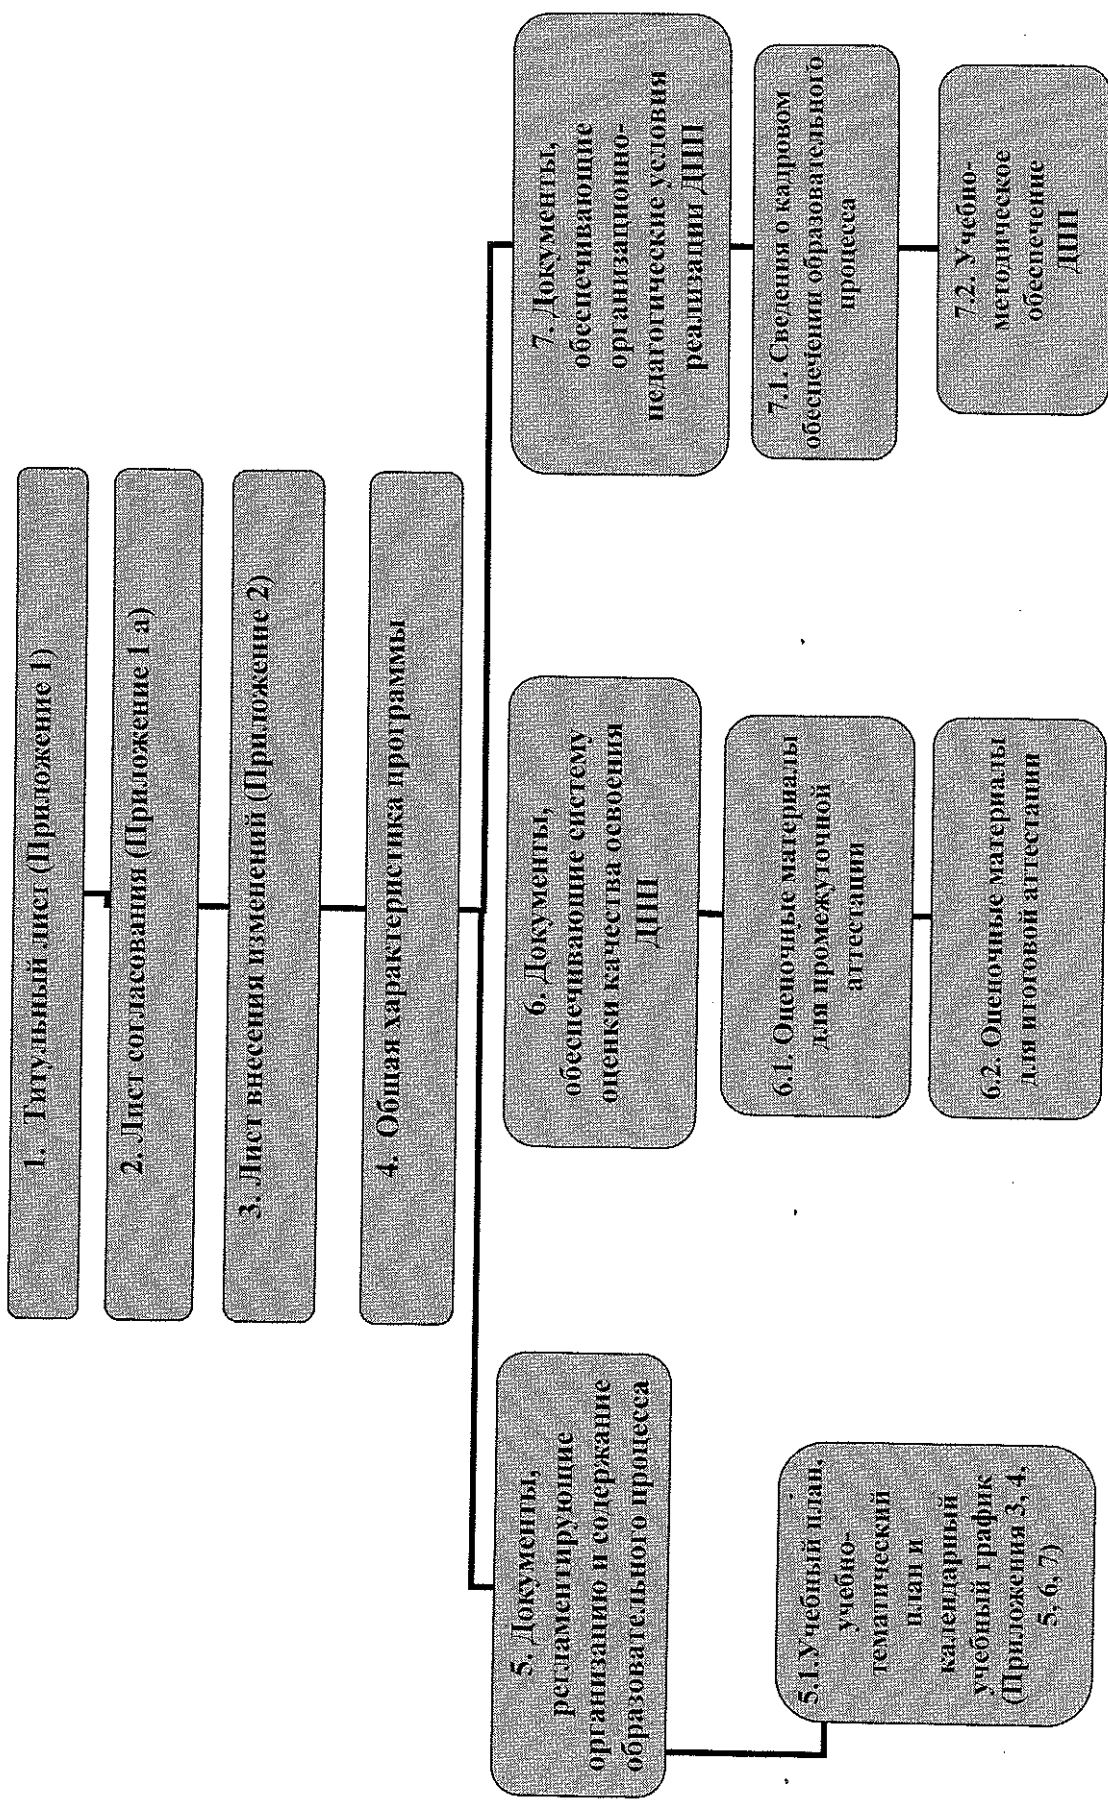 1. Титульный лист (Приложение 1)
2. Лист согласования (Приложение 1 а)
3. Лист внесения изменений (Приложение 2)
4. Общая характеристика программы
5. Документы,
регламентирующие
организацию и содержание
образовательного процесса
5.1.Учебный план,
учебно-
тематический
план и
календарный
учебный график
(Приложения 3, 4,
5, 6, 7)
6. Документы,
обеспечивающие систему
оценки качества освоения
ДПП
6.1. Оценочные материалы
для промежуточной
аттестации
6.2. Оценочные материалы
для итоговой аттестации
7. Документы,
обеспечивающие
организационно-
педагогические условия
реализации ДПП
7.1. Сведения о кадровом
обеспечении образовательного
процесса
7.2. Учебно-
методическое
обеспечение
ДПП